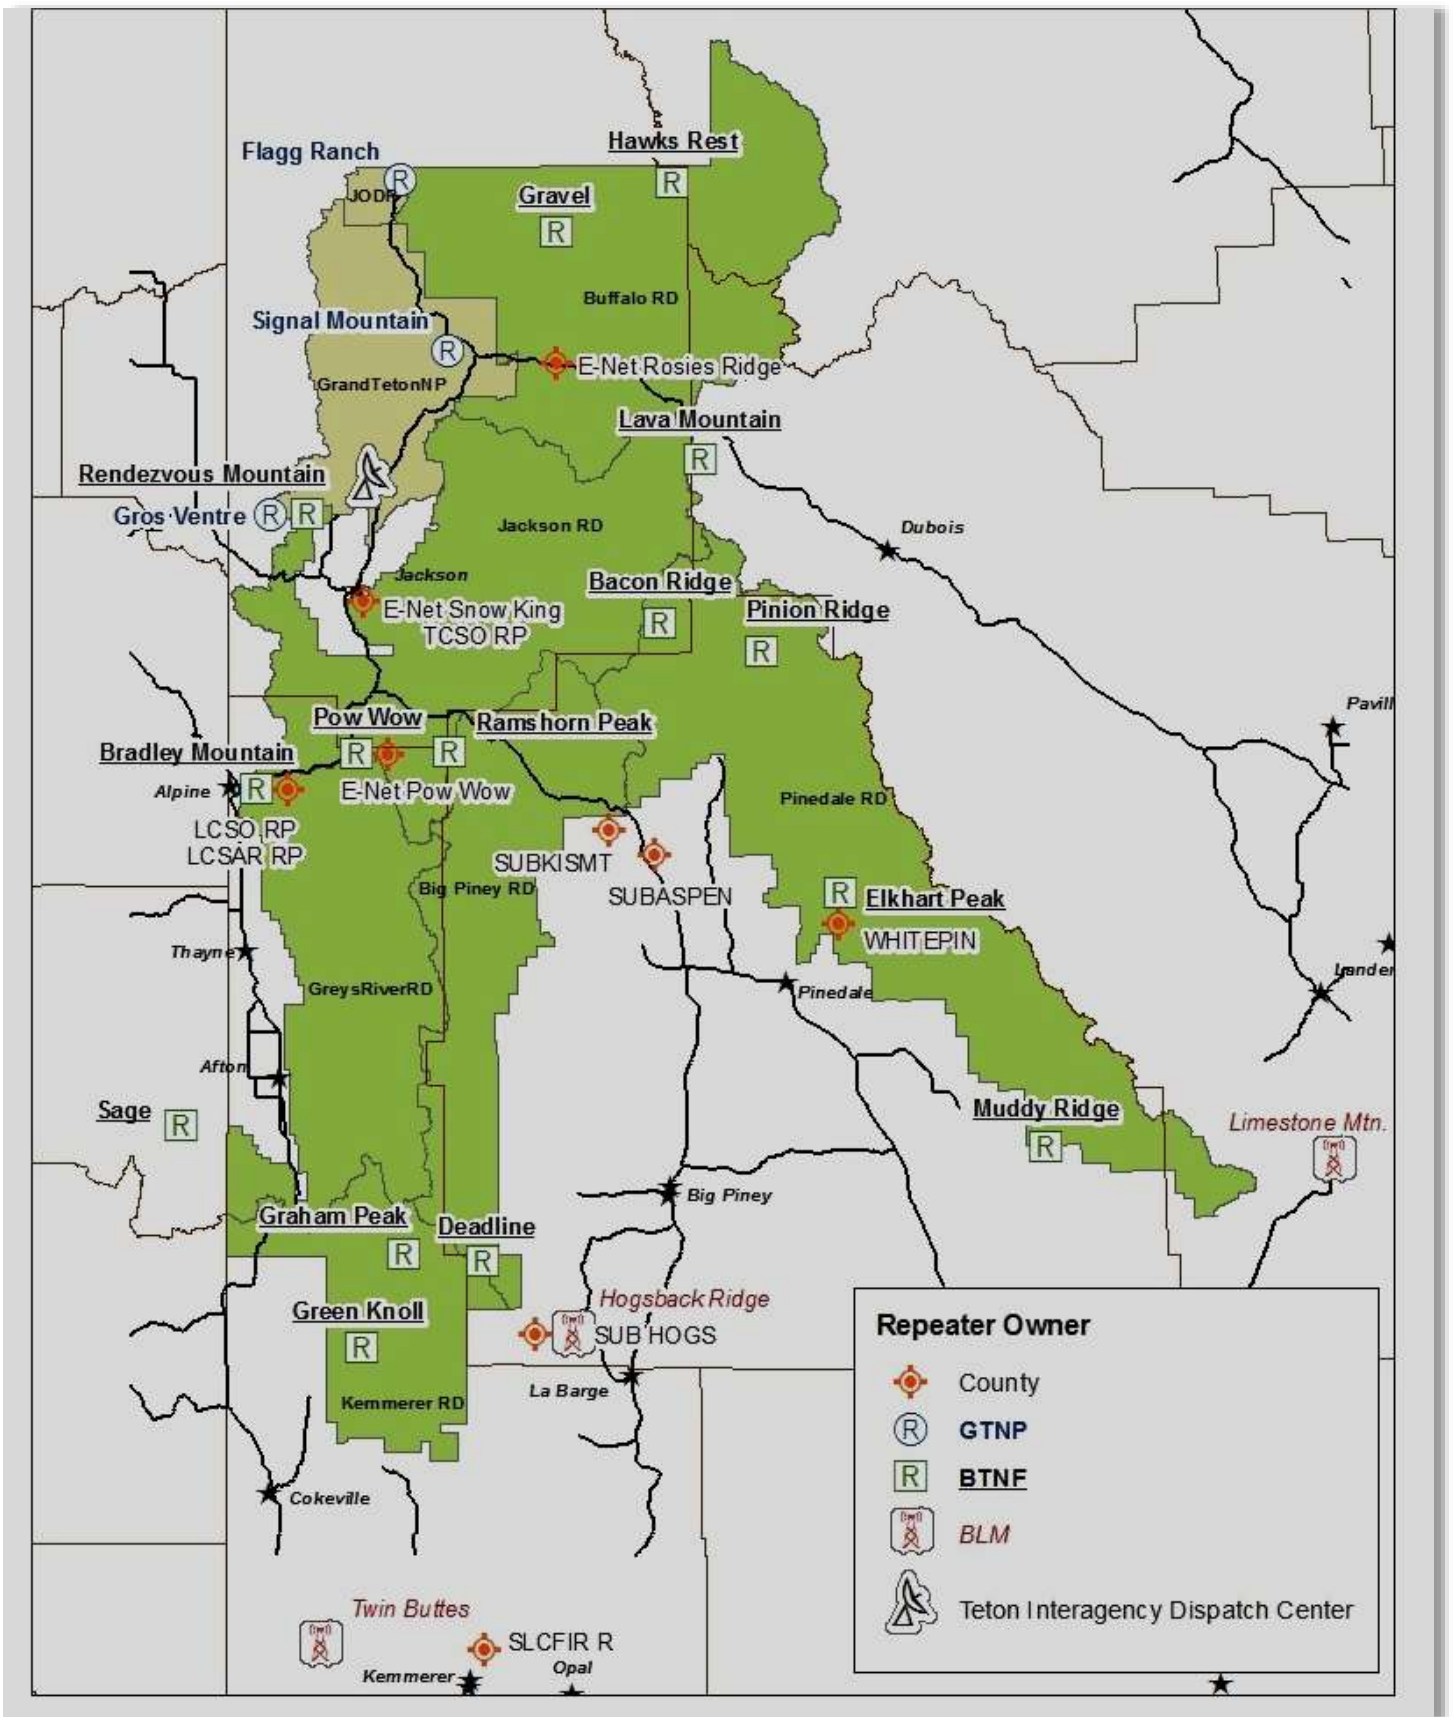 Hawks Rest
Flagg Ranch
R
R
JODR
Gravel
R
Buffalo RD
Signal Mountain
R
E-Net Rosies Ridge
GrandTetonNP
Lava Mountain
R
Rendezvous Mountain
Gros Ventre
R
R
Jackson RD
Dubois
Jackson
Bacon Ridge
E-Net Snow King
TCSO RP
R
Pinion Ridge
R
Pavill
Pow Wow
Ramshorn Peak
R
R
Bradley Mountain
Alpine
R
E-Net Pow Wow
Pinedale RD
LCSO RP
LCSAR RP
SUBKISMT
SUBASPEN
Big Piney RD
R
Elkhart Peak
WHITEPIN
Thayne
Lander
GreysRiverRD
Pinedale
Afton
Sage
R
Muddy Ridge
R
Limestone Mtn.
Big Piney
Graham Peak
R
Deadline
R
Hogsback Ridge
SUB HOGS
Green Knoll
R
La Barge
Kemmerer RD
Cokeville
Repeater Owner
County
R
GTNP
R
BTNF
BLM
Teton Interagency Dispatch Center
Twin Buttes
SLCFIR R
Kemmerer
Opal